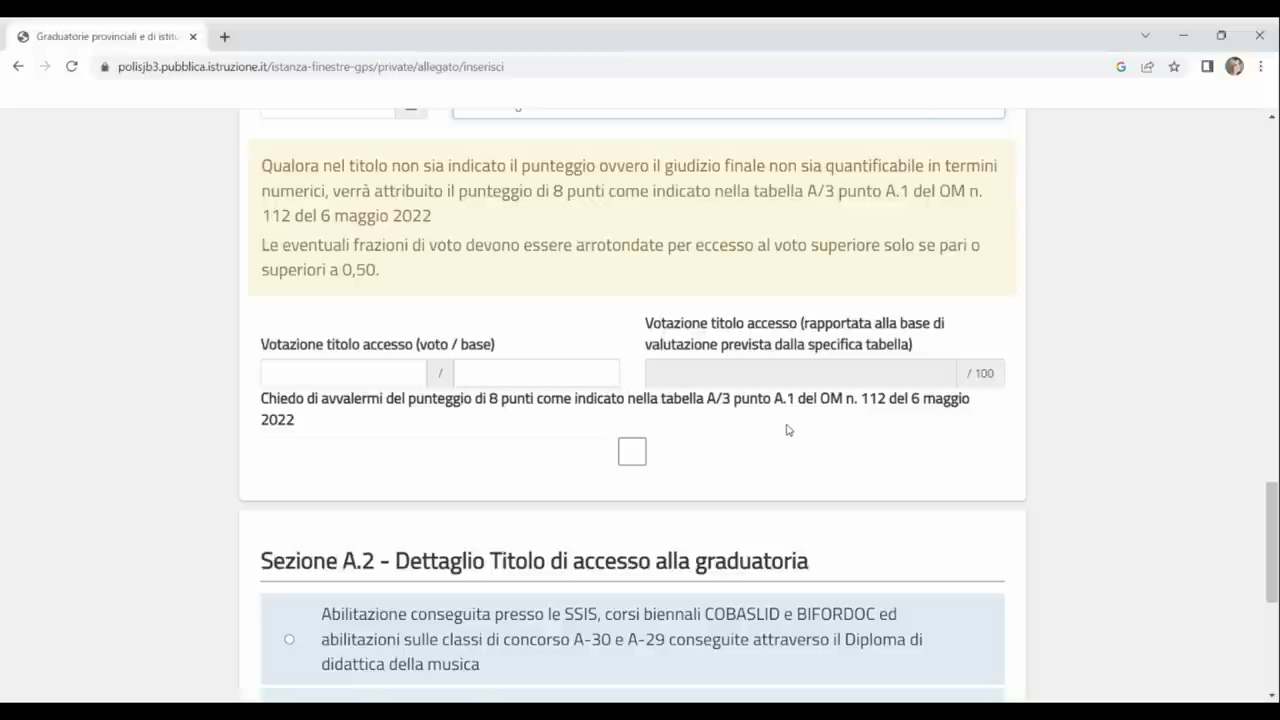 Graduatorie provinciali e di istitu
polisjb3.pubblica.istruzione.it/istanza-finestre-gps/private/allegato/inserisci
Qualora nel titolo non sia indicato il punteggio ovvero il giudizio finale non sia quantificabile in termini
numerici, verrà attribuito il punteggio di 8 punti come indicato nella tabella A/3 punto A.1 del OM n.
112 del 6 maggio 2022
Le eventuali frazioni di voto devono essere arrotondate per eccesso al voto superiore solo se pari o
superiori a 0,50.
Votazione titolo accesso (voto / base)
Votazione titolo accesso (rapportata alla base di
valutazione prevista dalla specifica tabella)
/
/ 100
Chiedo di avvalermi del punteggio di 8 punti come indicato nella tabella A/3 punto A.1 del OM n. 112 del 6 maggio
2022
Sezione A.2 - Dettaglio Titolo di accesso alla graduatoria
Abilitazione conseguita presso le SSIS, corsi biennali COBASLID e BIFORDOC ed
abilitazioni sulle classi di concorso A-30 e A-29 conseguite attraverso il Diploma di
didattica della musica